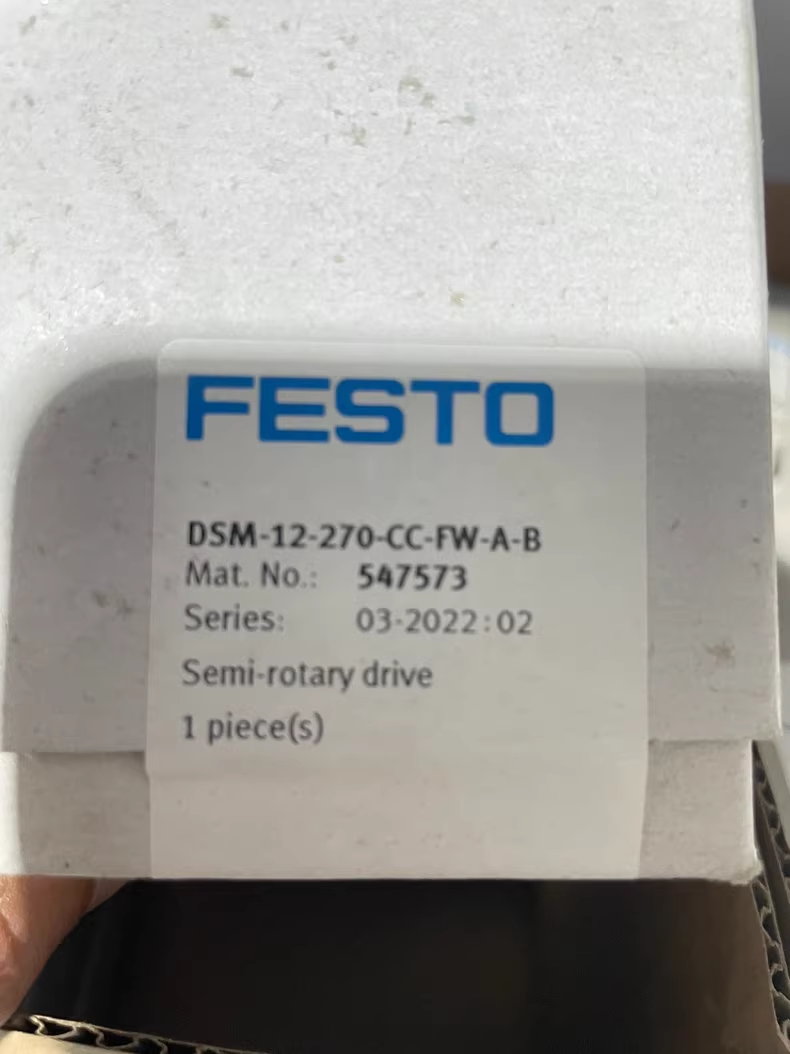 FESTO
DSM-12-270-CC-FW-A-B
Mat. No.: 547573
Series: 03-2022:02
Semi-rotary drive
1 piece(s)